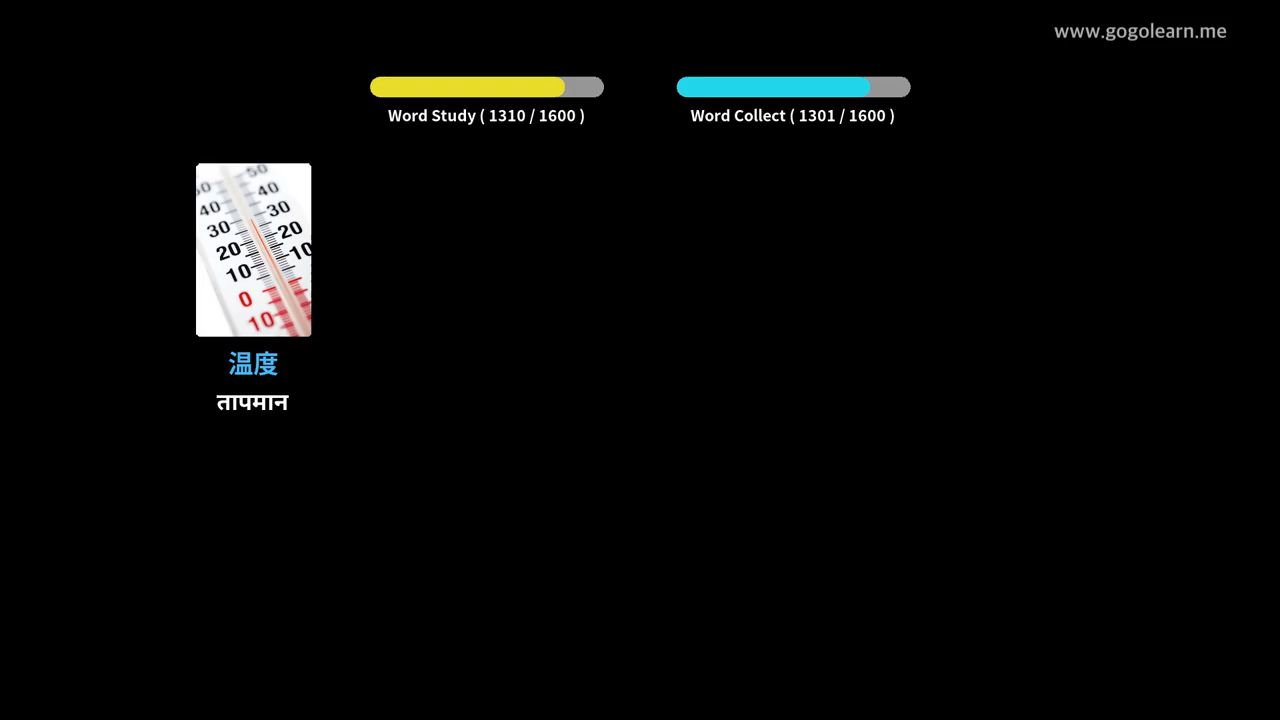 www.gogolearn.me
Word Study ( 1310 / 1600 )
Word Collect ( 1301 / 1600 )
50
40
40
30
30
20
20
10
10
0
10
温度
तापमान